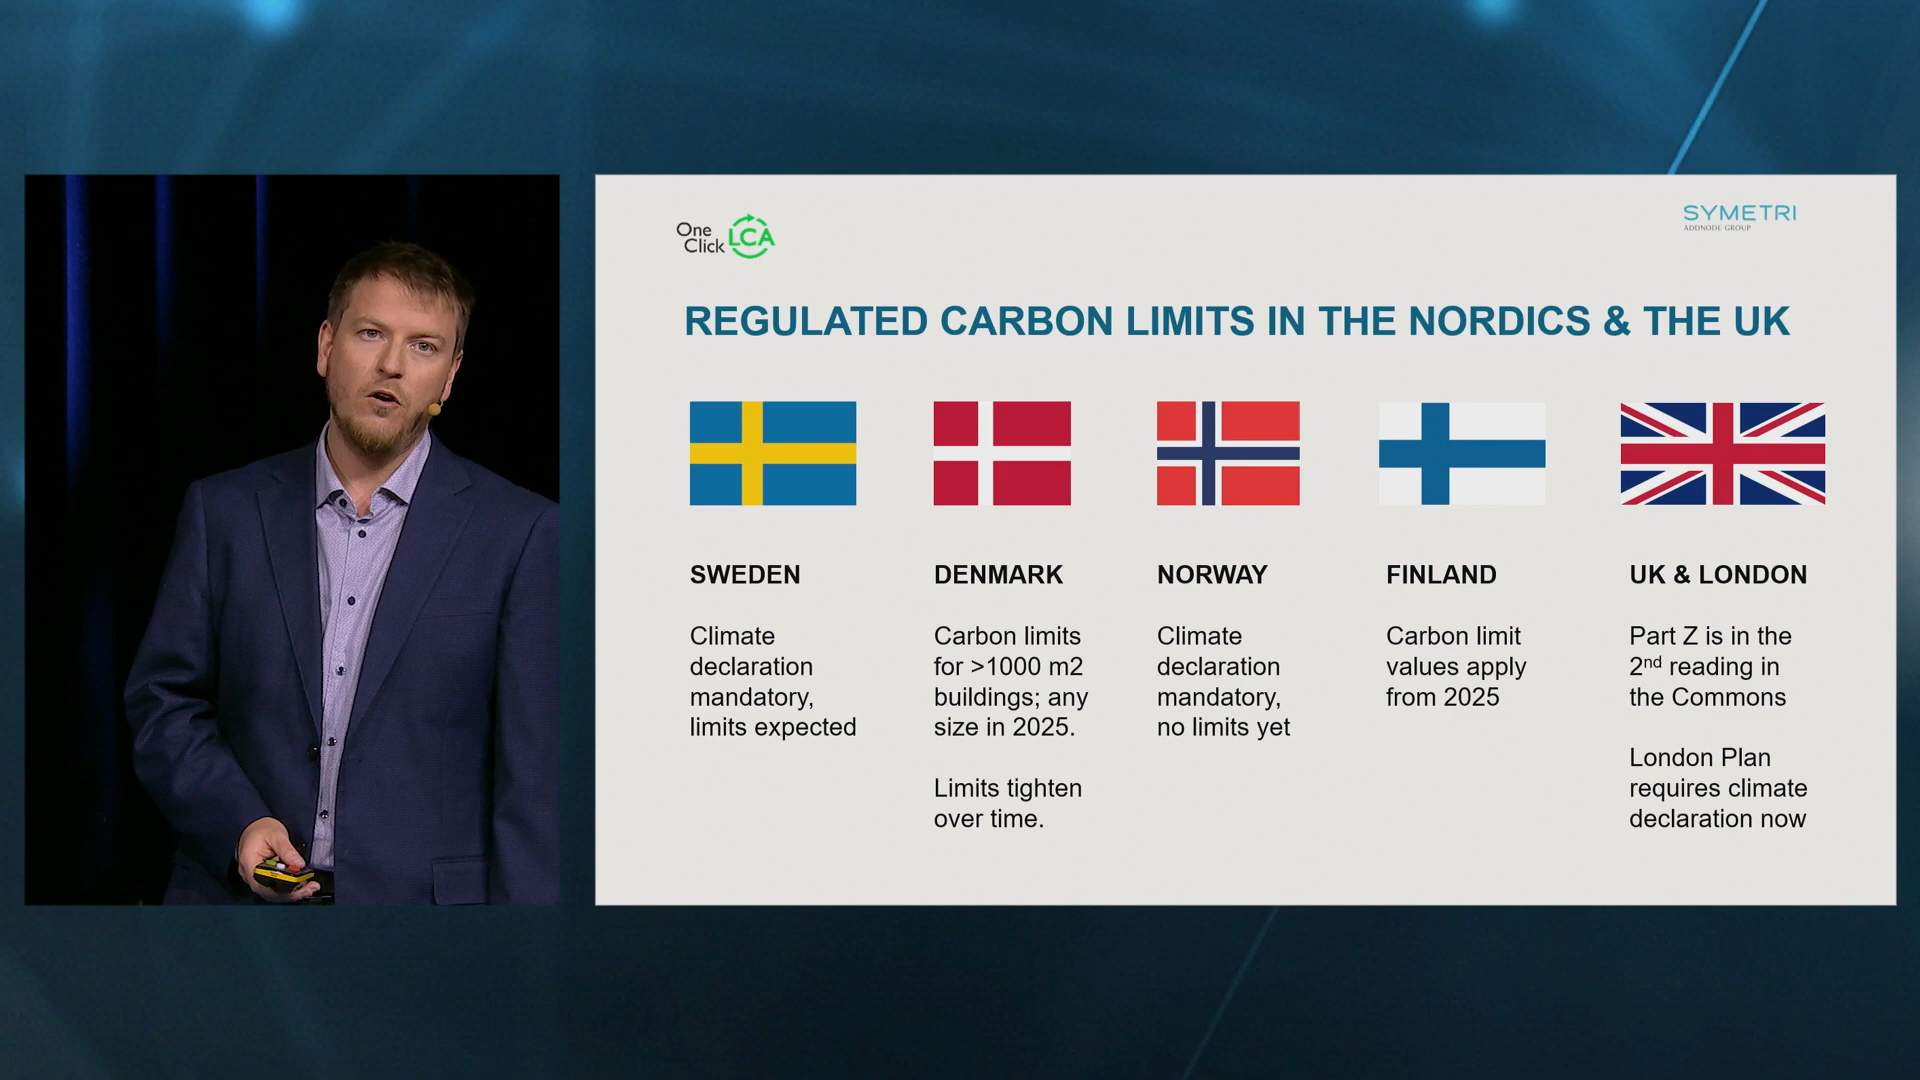 One
Click LCA
SYMETRI
ADDNODE GROUP
REGULATED CARBON LIMITS IN THE NORDICS & THE UK
SWEDEN
Climate
declaration
mandatory,
limits expected
DENMARK
Carbon limits
for >1000 m2
buildings; any
size in 2025.
Limits tighten
over time.
NORWAY
Climate
declaration
mandatory,
no limits yet
FINLAND
Carbon limit
values apply
from 2025
UK & LONDON
Part Z is in the
2nd reading in
the Commons
London Plan
requires climate
declaration now